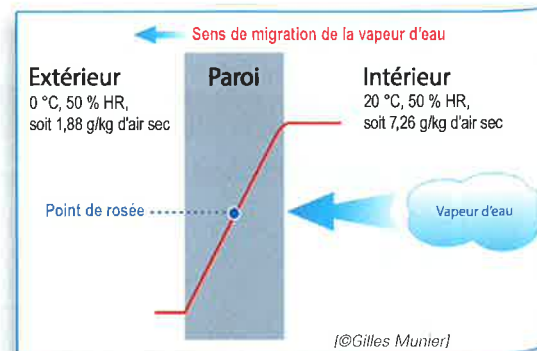 Sens de migration de la vapeur d'eau
Extérieur
0 °C, 50 % HR,
soit 1,88 g/kg d'air sec
Paroi
Intérieur
20 °C, 50 % HR,
soit 7,26 g/kg d'air sec
Point de rosée
Vapeur d'eau
[©Gilles Munier]